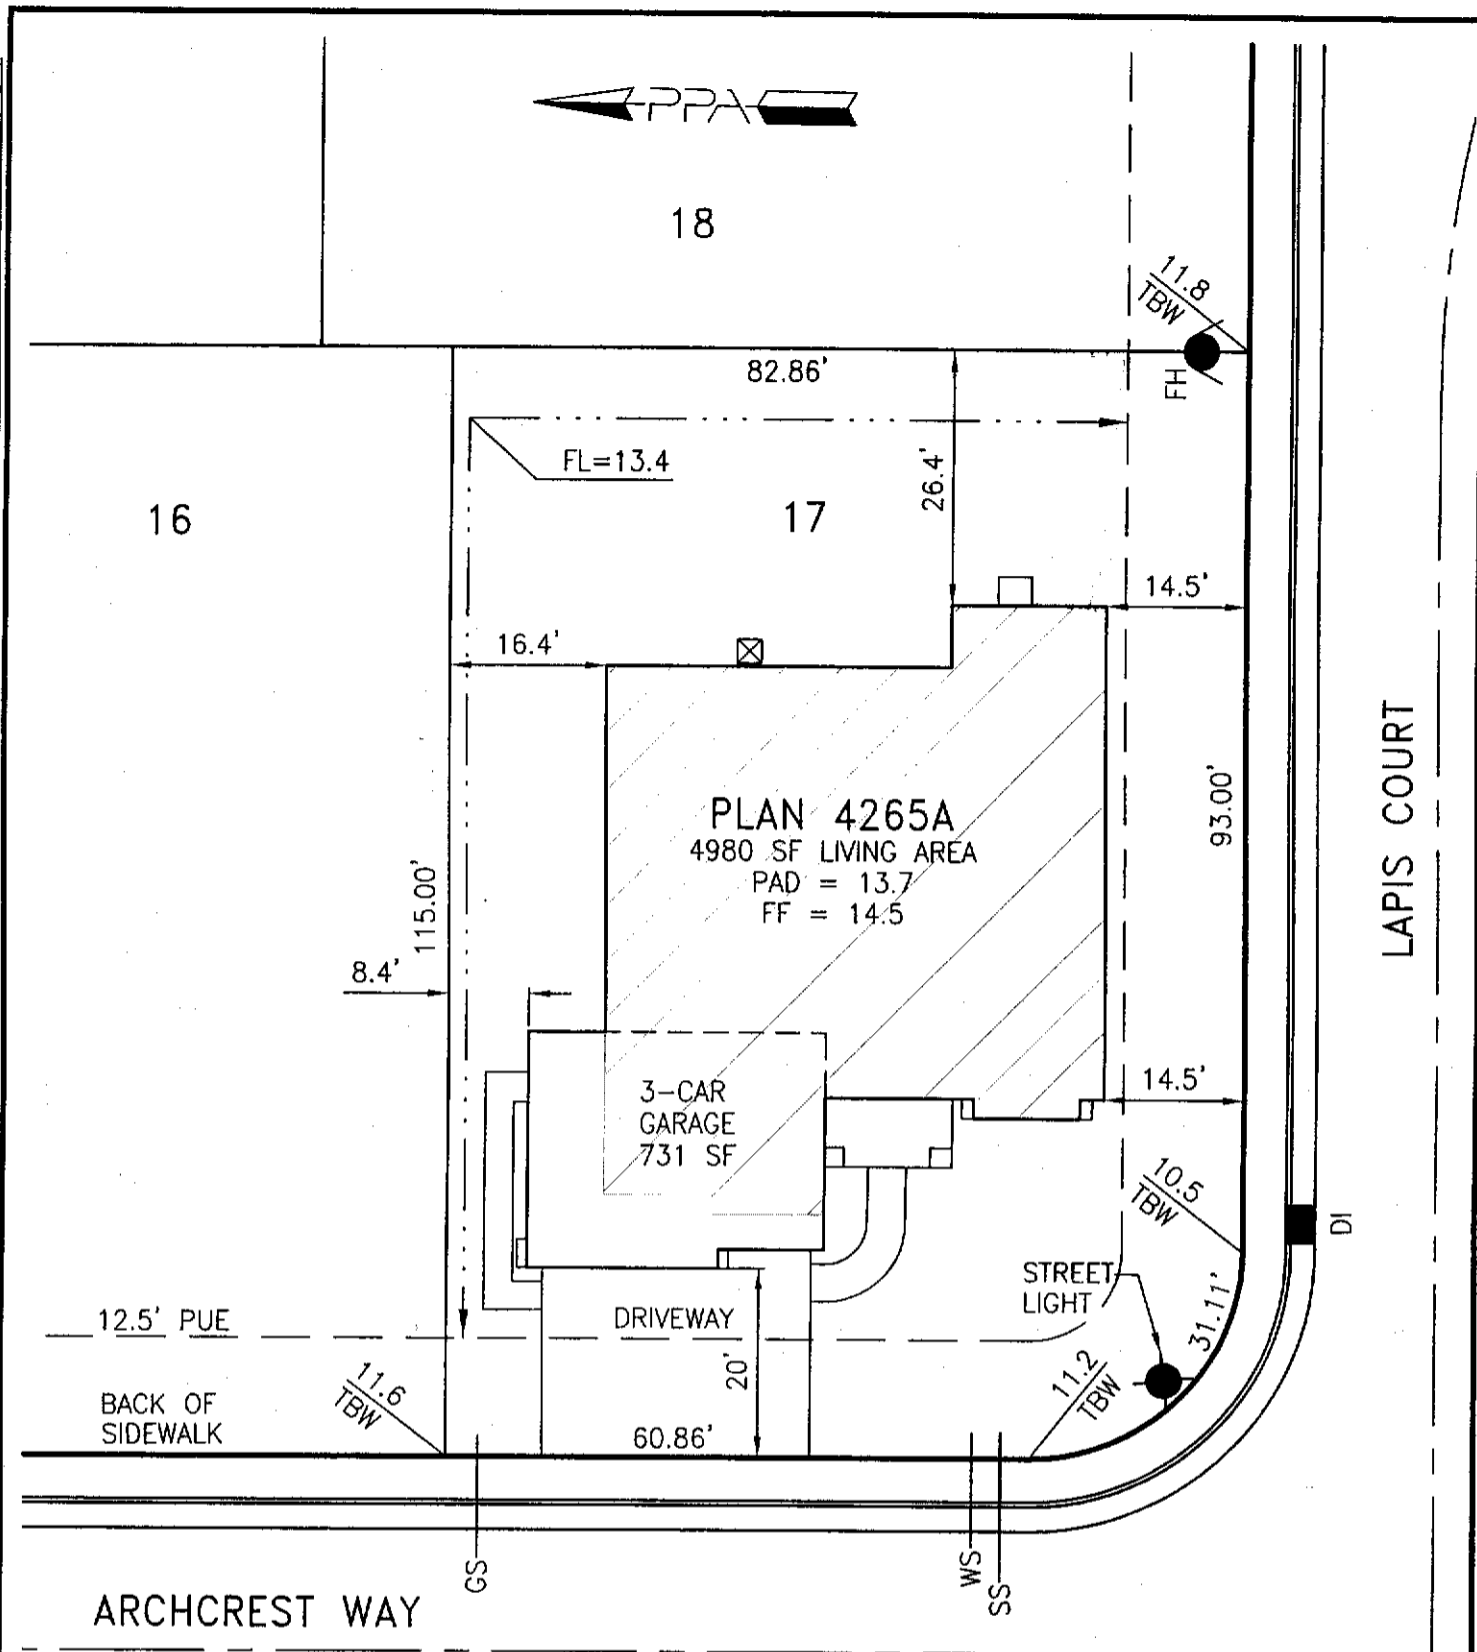 PPA
18
11.8
TBW
FH
82.86'
FL=13.4
26.4'
16
17
14.5'
16.4'
PLAN 4265A
4980 SF LIVING AREA
PAD = 13.7
FF = 14.5
93.00'
LAPIS COURT
115.00'
8.4'
3-CAR
GARAGE
731 SF
14.5'
10.5
TBW
DI
STREET
LIGHT
31.11'
12.5' PUE
DRIVEWAY
20'
11.6
TBW
11.2
TBW
BACK OF
SIDEWALK
60.86'
GS
WS
SS
ARCHCREST WAY